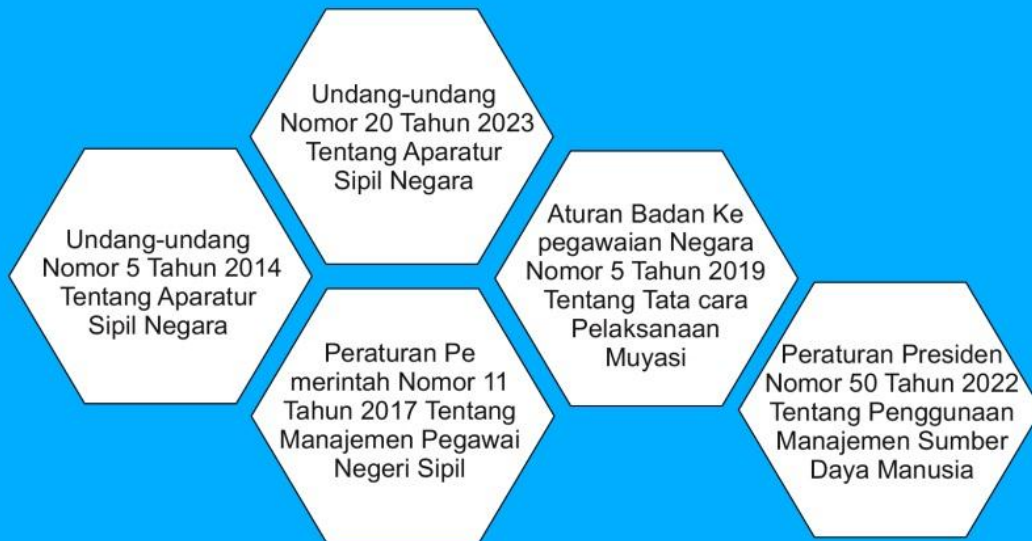 Undang-undang
Nomor 5 Tahun 2014
Tentang Aparatur
Sipil Negara
Undang-undang
Nomor 20 Tahun 2023
Tentang Aparatur
Sipil Negara
Peraturan Pe
merintah Nomor 11
Tahun 2017 Tentang
Manajemen Pegawai
Negeri Sipil
Aturan Badan Ke
pegawaian Negara
Nomor 5 Tahun 2019
Tentang Tata cara
Pelaksanaan
Muyasi
Peraturan Presiden
Nomor 50 Tahun 2022
Tentang Penggunaan
Manajemen Sumber
Daya Manusia